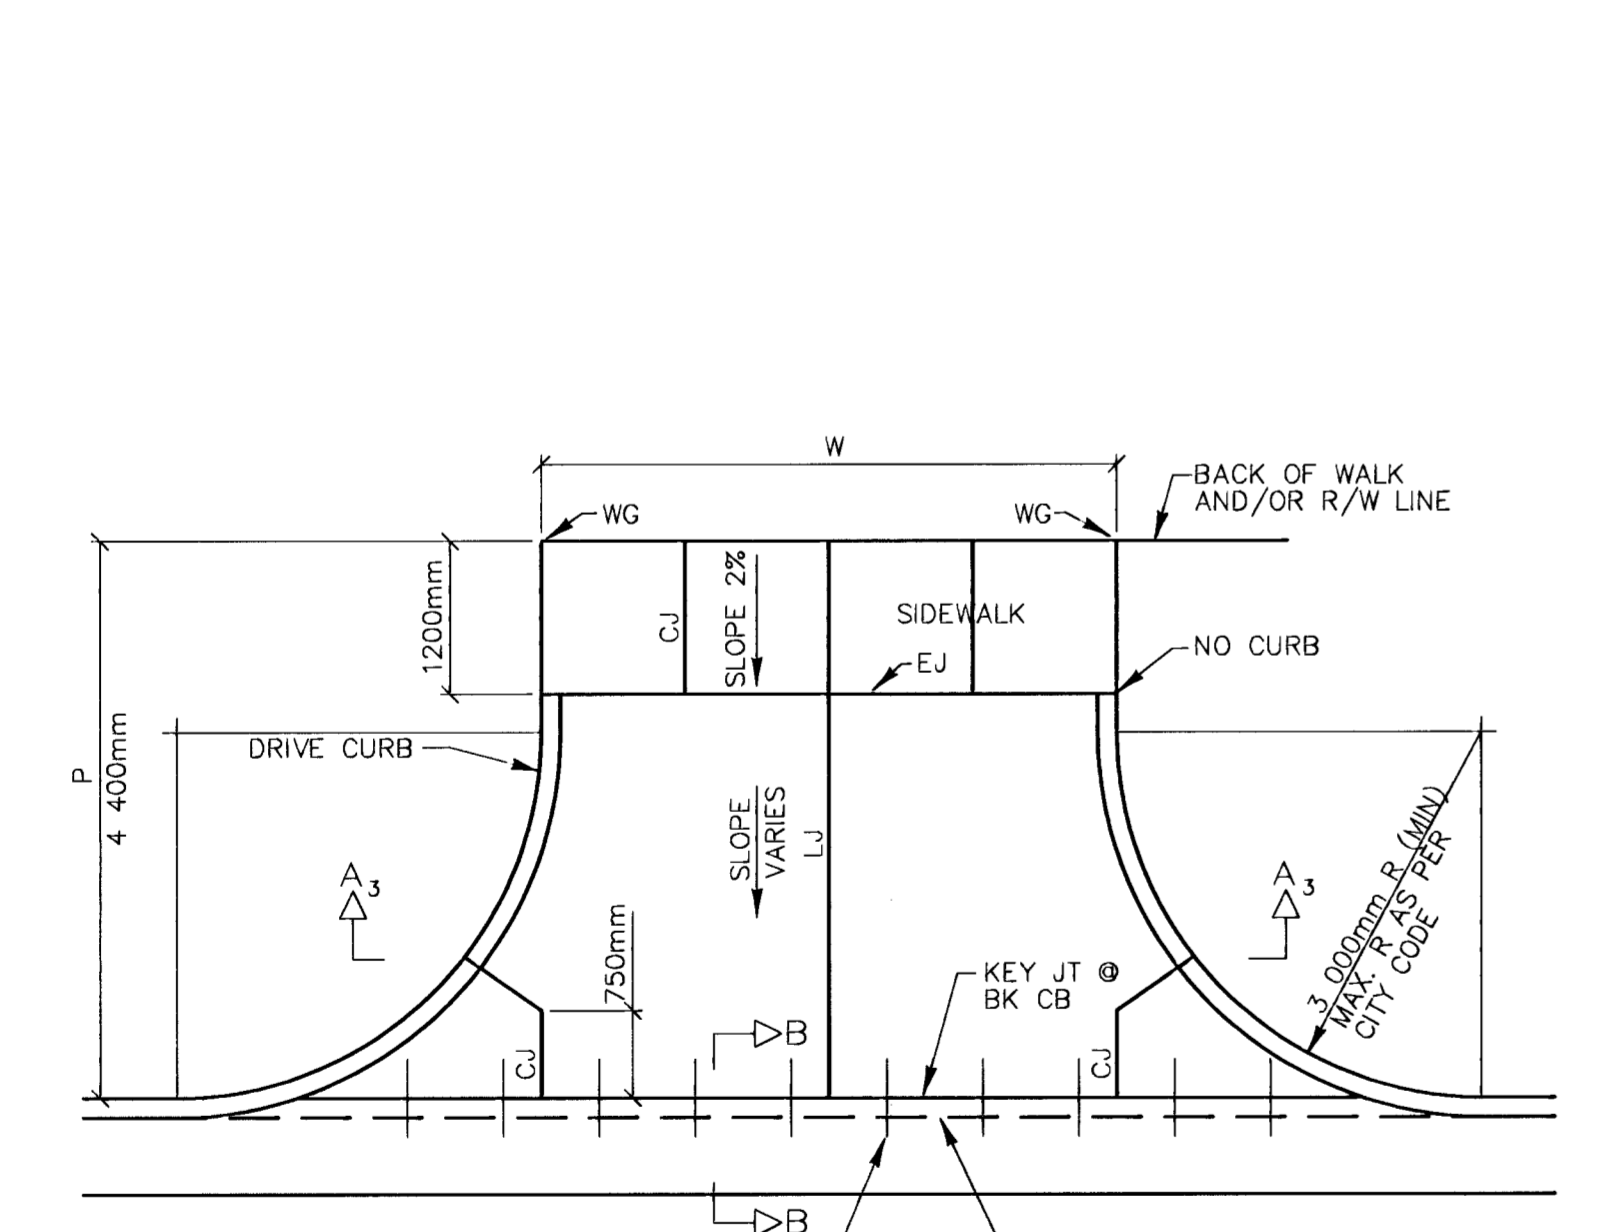 W
BACK OF WALK
AND/OR R/W LINE
WG
WG
1200mm
CJ
SLOPE 2%
SIDEWALK
EJ
NO CURB
P
4 400mm
DRIVE CURB
SLOPE
VARIES
LJ
3 000mm R (MIN)
MAX. R AS PER
CITY CODE
A3
A3
750mm
KEY JT @
BK CB
B
CJ
CJ
B